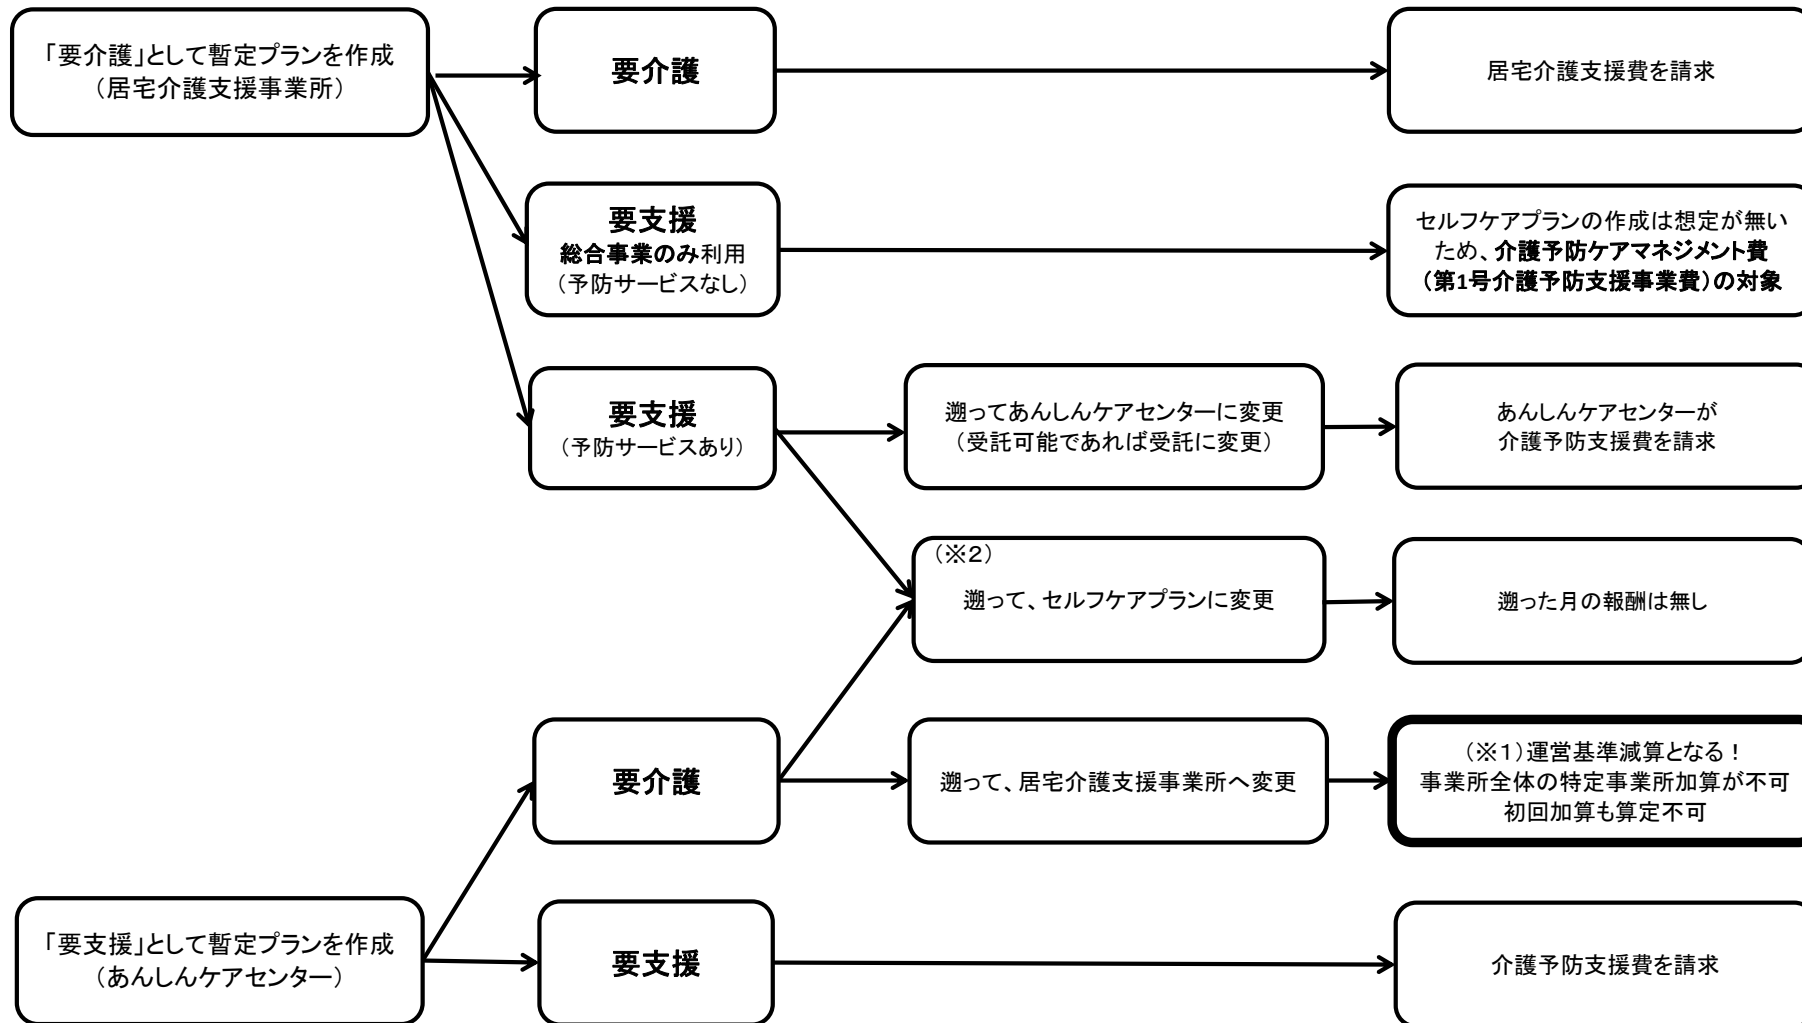 「要介護」として暫定プランを作成
（居宅介護支援事業所）
要介護
居宅介護支援費を請求
要支援
総合事業のみ利用
（予防サービスなし）
セルフケアプランの作成は想定が無い
ため、介護予防ケアマネジメント費
（第1号介護予防支援事業費）の対象
要支援
（予防サービスあり）
遡ってあんしんケアセンターに変更
（受託可能であれば受託に変更）
あんしんケアセンターが
介護予防支援費を請求
（※２）
遡って、セルフケアプランに変更
遡った月の報酬は無し
要介護
遡って、居宅介護支援事業所へ変更
（※１）運営基準減算となる！
事業所全体の特定事業所加算が不可
初回加算も算定不可
「要支援」として暫定プランを作成
（あんしんケアセンター）
要支援
介護予防支援費を請求